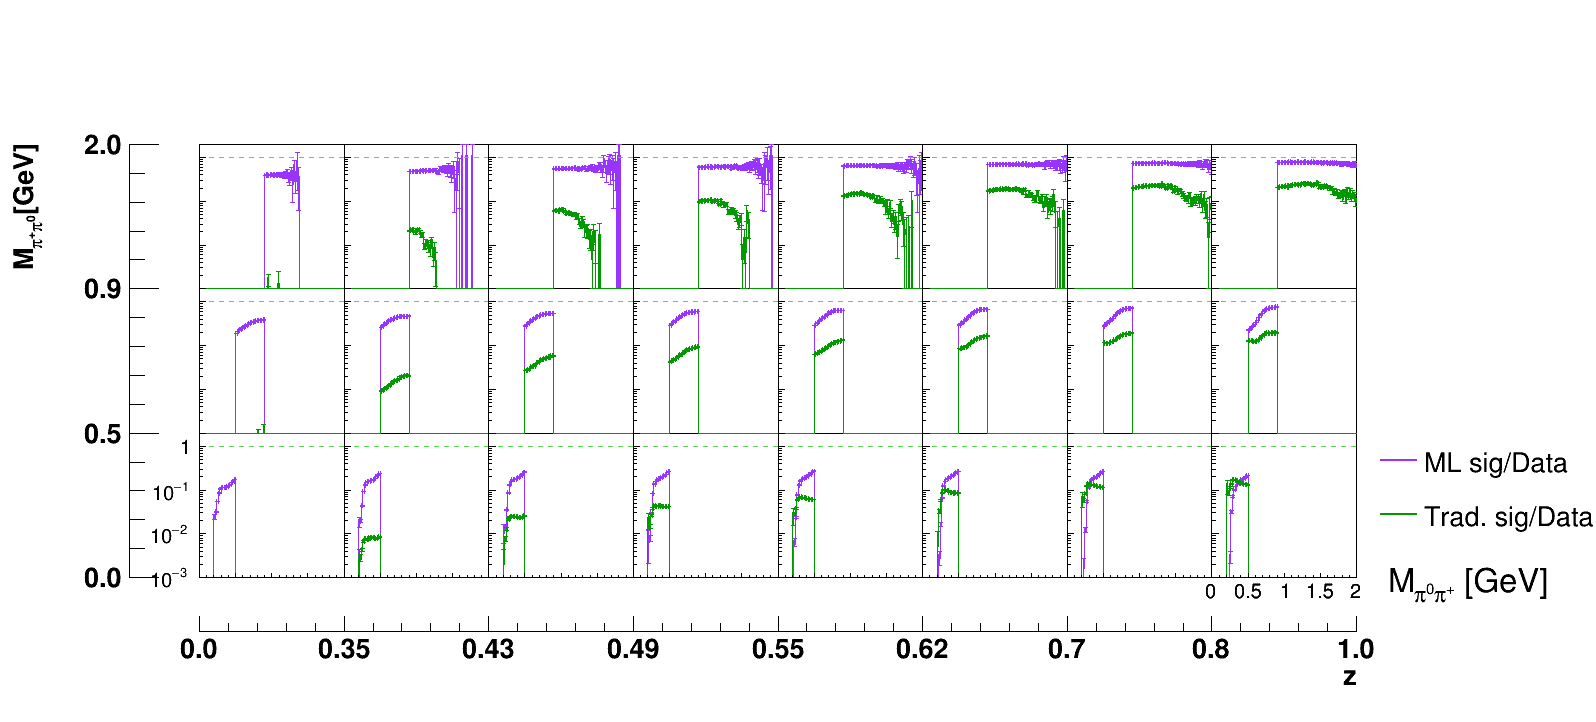 M_{π⁺π⁰}[GeV]
2.0
0.9
0.5
0.0
1
10⁻¹
10⁻²
10⁻³
ML sig/Data
Trad. sig/Data
0 0.5 1 1.5 2
M_{π⁰π⁺} [GeV]
0.0 0.35 0.43 0.49 0.55 0.62 0.7 0.8 1.0
z